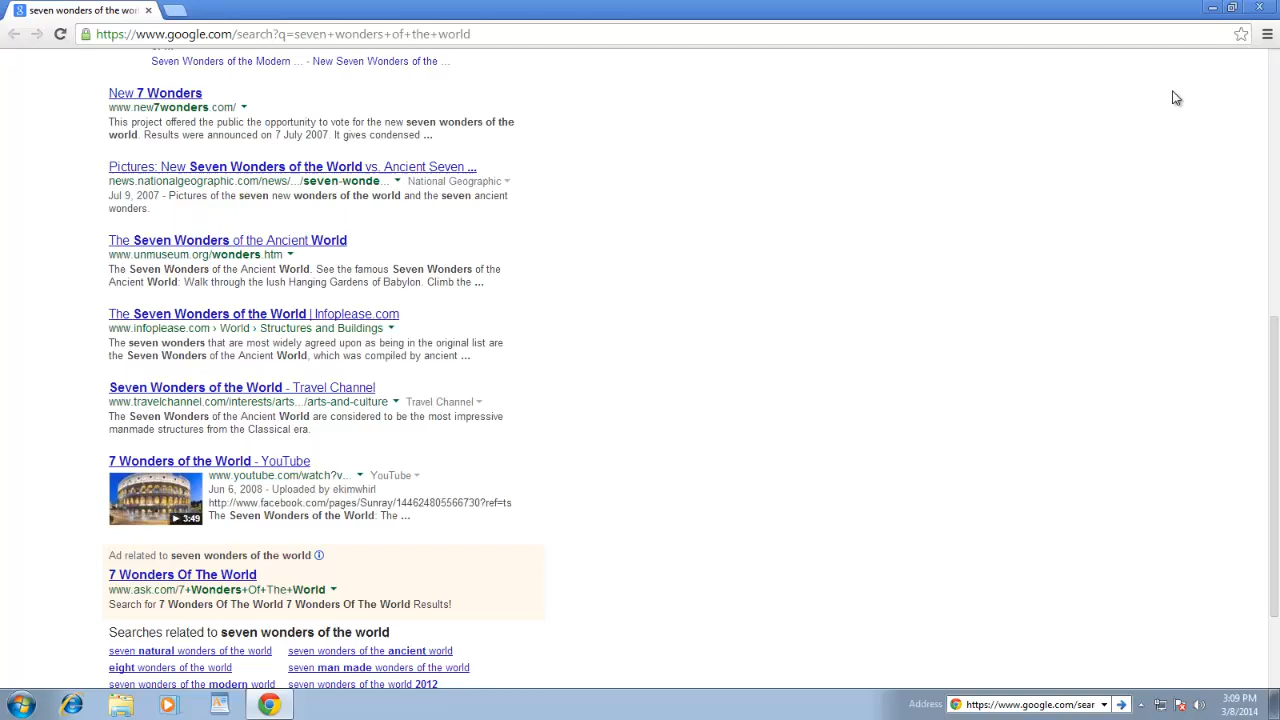 seven wonders of the wor
https://www.google.com/search?q=seven+wonders+of+the+world
Seven Wonders of the Modern ... - New Seven Wonders of the ...
New 7 Wonders
www.new7wonders.com/
This project offered the public the opportunity to vote for the new seven wonders of the
world. Results were announced on 7 July 2007. It gives condensed ...
Pictures: New Seven Wonders of the World vs. Ancient Seven ...
news.nationalgeographic.com/news/.../seven-wonde... National Geographic
Jul 9, 2007 - Pictures of the seven new wonders of the world and the seven ancient
wonders.
The Seven Wonders of the Ancient World
www.unmuseum.org/wonders.htm
The Seven Wonders of the Ancient World. See the famous Seven Wonders of the
Ancient World: Walk through the lush Hanging Gardens of Babylon. Climb the ...
The Seven Wonders of the World | Infoplease.com
www.infoplease.com › World › Structures and Buildings
The seven wonders that are most widely agreed upon as being in the original list are
the Seven Wonders of the Ancient World, which was compiled by ancient ...
Seven Wonders of the World - Travel Channel
www.travelchannel.com/interests/arts.../arts-and-culture Travel Channel
The Seven Wonders of the Ancient World are considered to be the most impressive
manmade structures from the Classical era.
7 Wonders of the World - YouTube
www.youtube.com/watch?v... YouTube
Jun 6, 2008 - Uploaded by ekimwhirl
http://www.facebook.com/pages/Sunray/144624805566730?ref=ts
The Seven Wonders of the World: The ...
3:49
Ad related to seven wonders of the world
7 Wonders Of The World
www.ask.com/7+Wonders+Of+The+World
Search for 7 Wonders Of The World 7 Wonders Of The World Results!
Searches related to seven wonders of the world
seven natural wonders of the world seven wonders of the ancient world
eight wonders of the world seven man made wonders of the world
seven wonders of the modern world seven wonders of the world 2012
Address https://www.google.com/sear
3:09 PM
3/8/2014